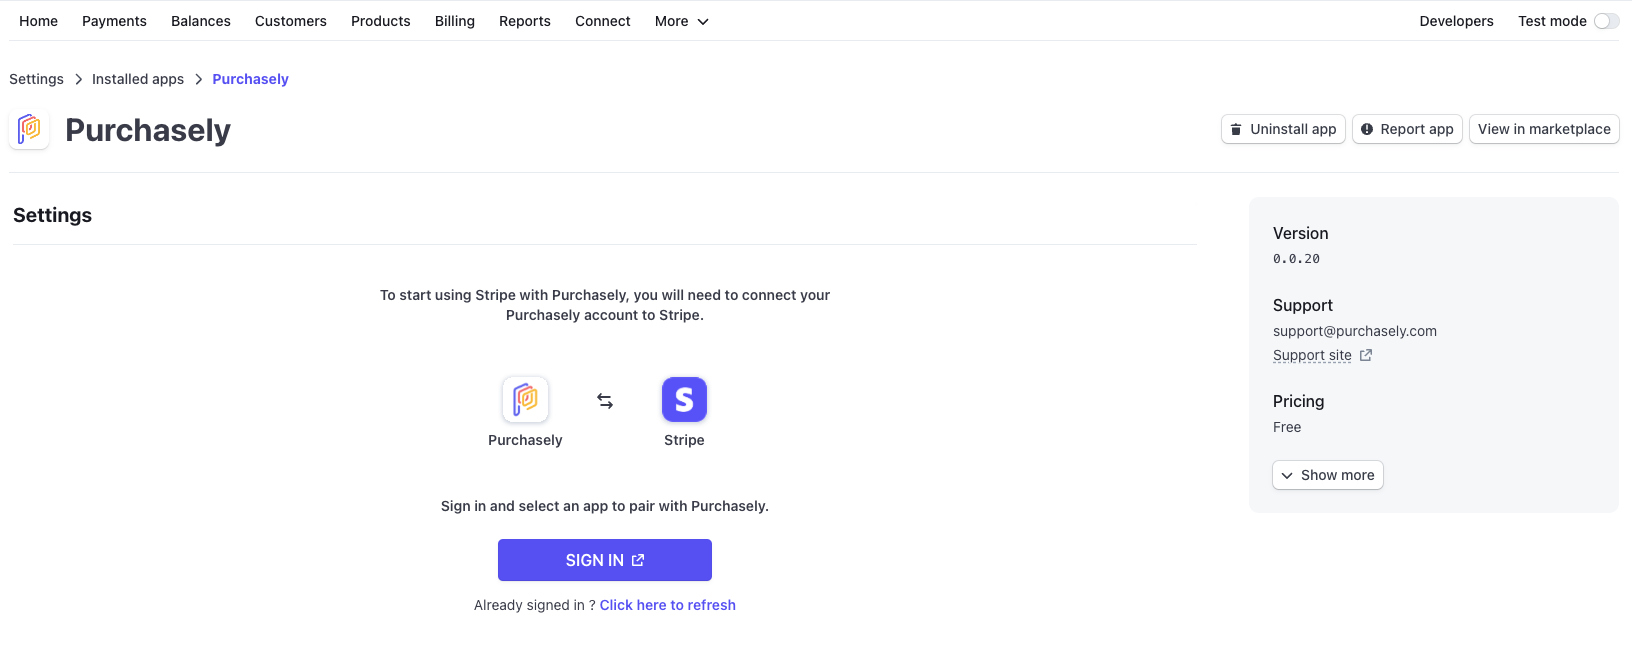 Home Payments Balances Customers Products Billing Reports Connect More Developers Test mode
Settings Installed apps Purchasely
Purchasely
Uninstall app Report app View in marketplace
Settings
To start using Stripe with Purchasely, you will need to connect your
Purchasely account to Stripe.
Purchasely
S
Stripe
Sign in and select an app to pair with Purchasely.
SIGN IN
Already signed in ? Click here to refresh
Version
0.0.20
Support
support@purchasely.com
Support site
Pricing
Free
Show more